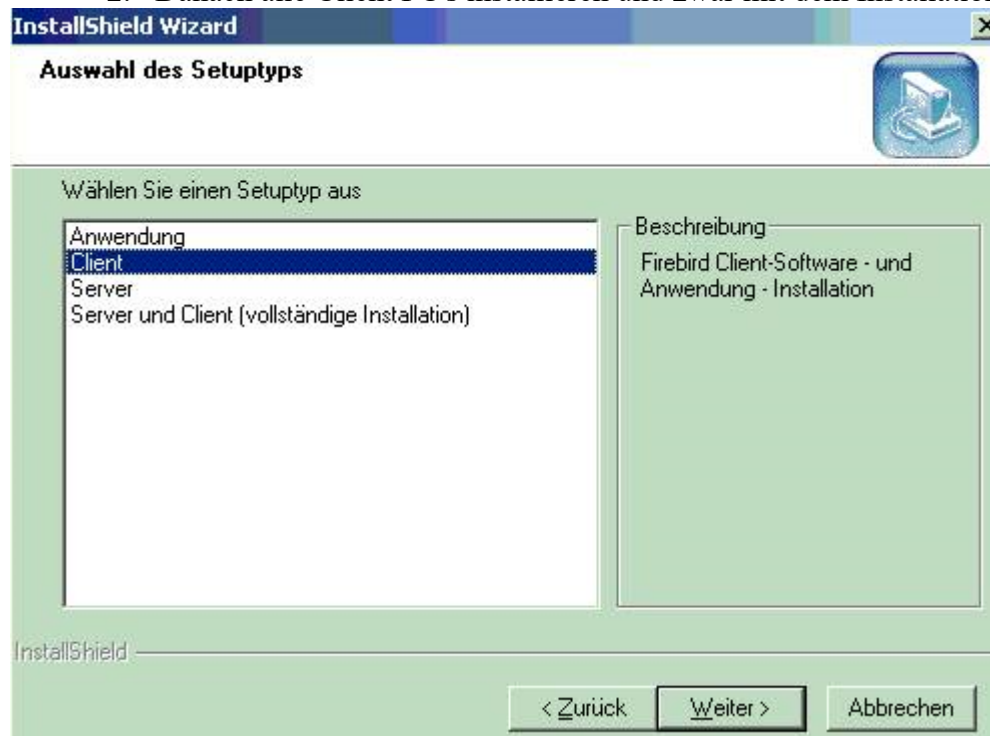 InstallShield Wizard
Auswahl des Setuptyps
Wählen Sie einen Setuptyp aus
Anwendung
Client
Server
Server und Client (vollständige Installation)
Beschreibung
Firebird Client-Software - und
Anwendung - Installation
InstallShield
< Zurück
Weiter >
Abbrechen